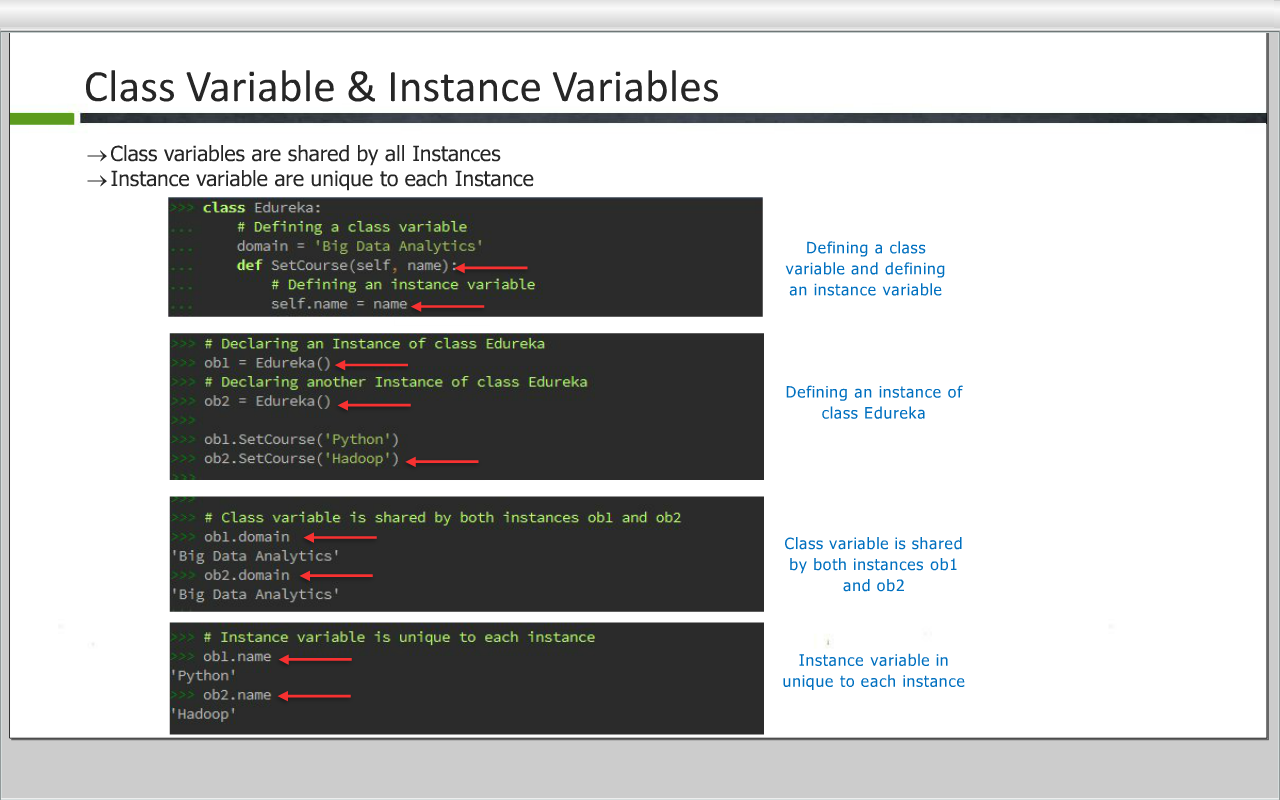 Class Variable & Instance Variables
→Class variables are shared by all Instances
→Instance variable are unique to each Instance
>>> class Edureka:
...     # Defining a class variable
...     domain = 'Big Data Analytics'
...     def SetCourse(self, name):
...         # Defining an instance variable
...         self.name = name
Defining a class
variable and defining
an instance variable
>>> # Declaring an Instance of class Edureka
>>> ob1 = Edureka()
>>> # Declaring another Instance of class Edureka
>>> ob2 = Edureka()
>>>
>>> ob1.SetCourse('Python')
>>> ob2.SetCourse('Hadoop')
>>>
Defining an instance of
class Edureka
>>>
>>> # Class variable is shared by both instances ob1 and ob2
>>> ob1.domain
'Big Data Analytics'
>>> ob2.domain
'Big Data Analytics'
Class variable is shared
by both instances ob1
and ob2
>>> # Instance variable is unique to each instance
>>> ob1.name
'Python'
>>> ob2.name
'Hadoop'
Instance variable in
unique to each instance